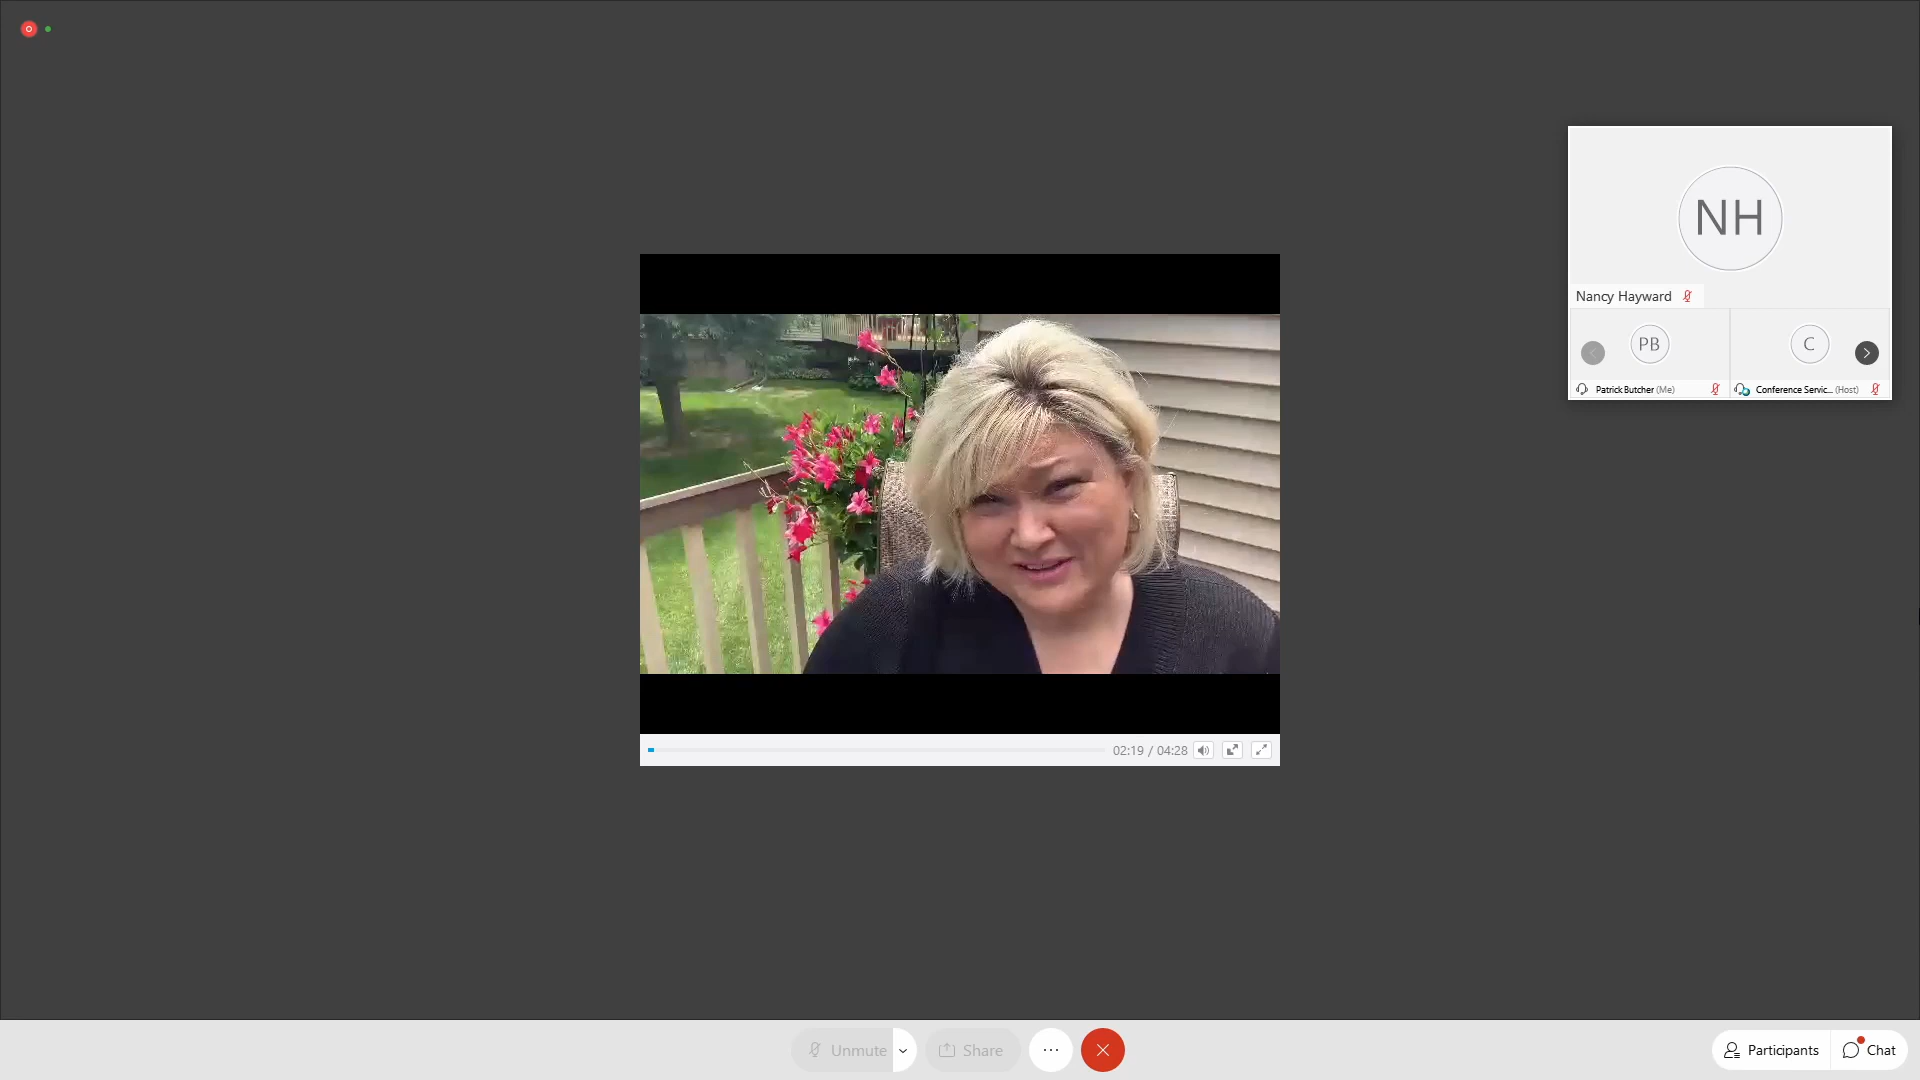 NH
Nancy Hayward
PB
C
Patrick Butcher (Me)
Conference Servic... (Host)
02:19 / 04:28
Unmute
Share
Participants
Chat